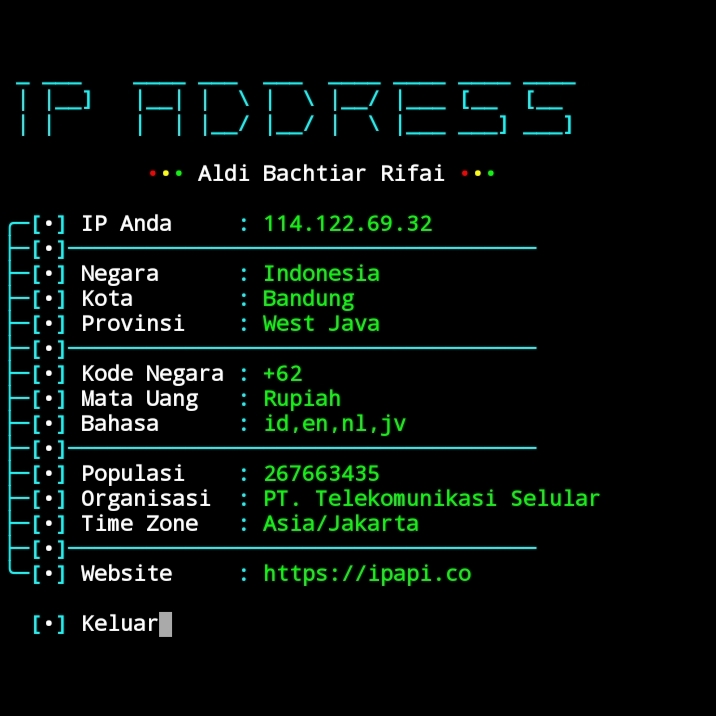 IP ADDRESS
••• Aldi Bachtiar Rifai •••
[•] IP Anda : 114.122.69.32
[•]
[•] Negara : Indonesia
[•] Kota : Bandung
[•] Provinsi : West Java
[•]
[•] Kode Negara : +62
[•] Mata Uang : Rupiah
[•] Bahasa : id,en,nl,jv
[•]
[•] Populasi : 267663435
[•] Organisasi : PT. Telekomunikasi Selular
[•] Time Zone : Asia/Jakarta
[•]
[•] Website : https://ipapi.co
[•] Keluar